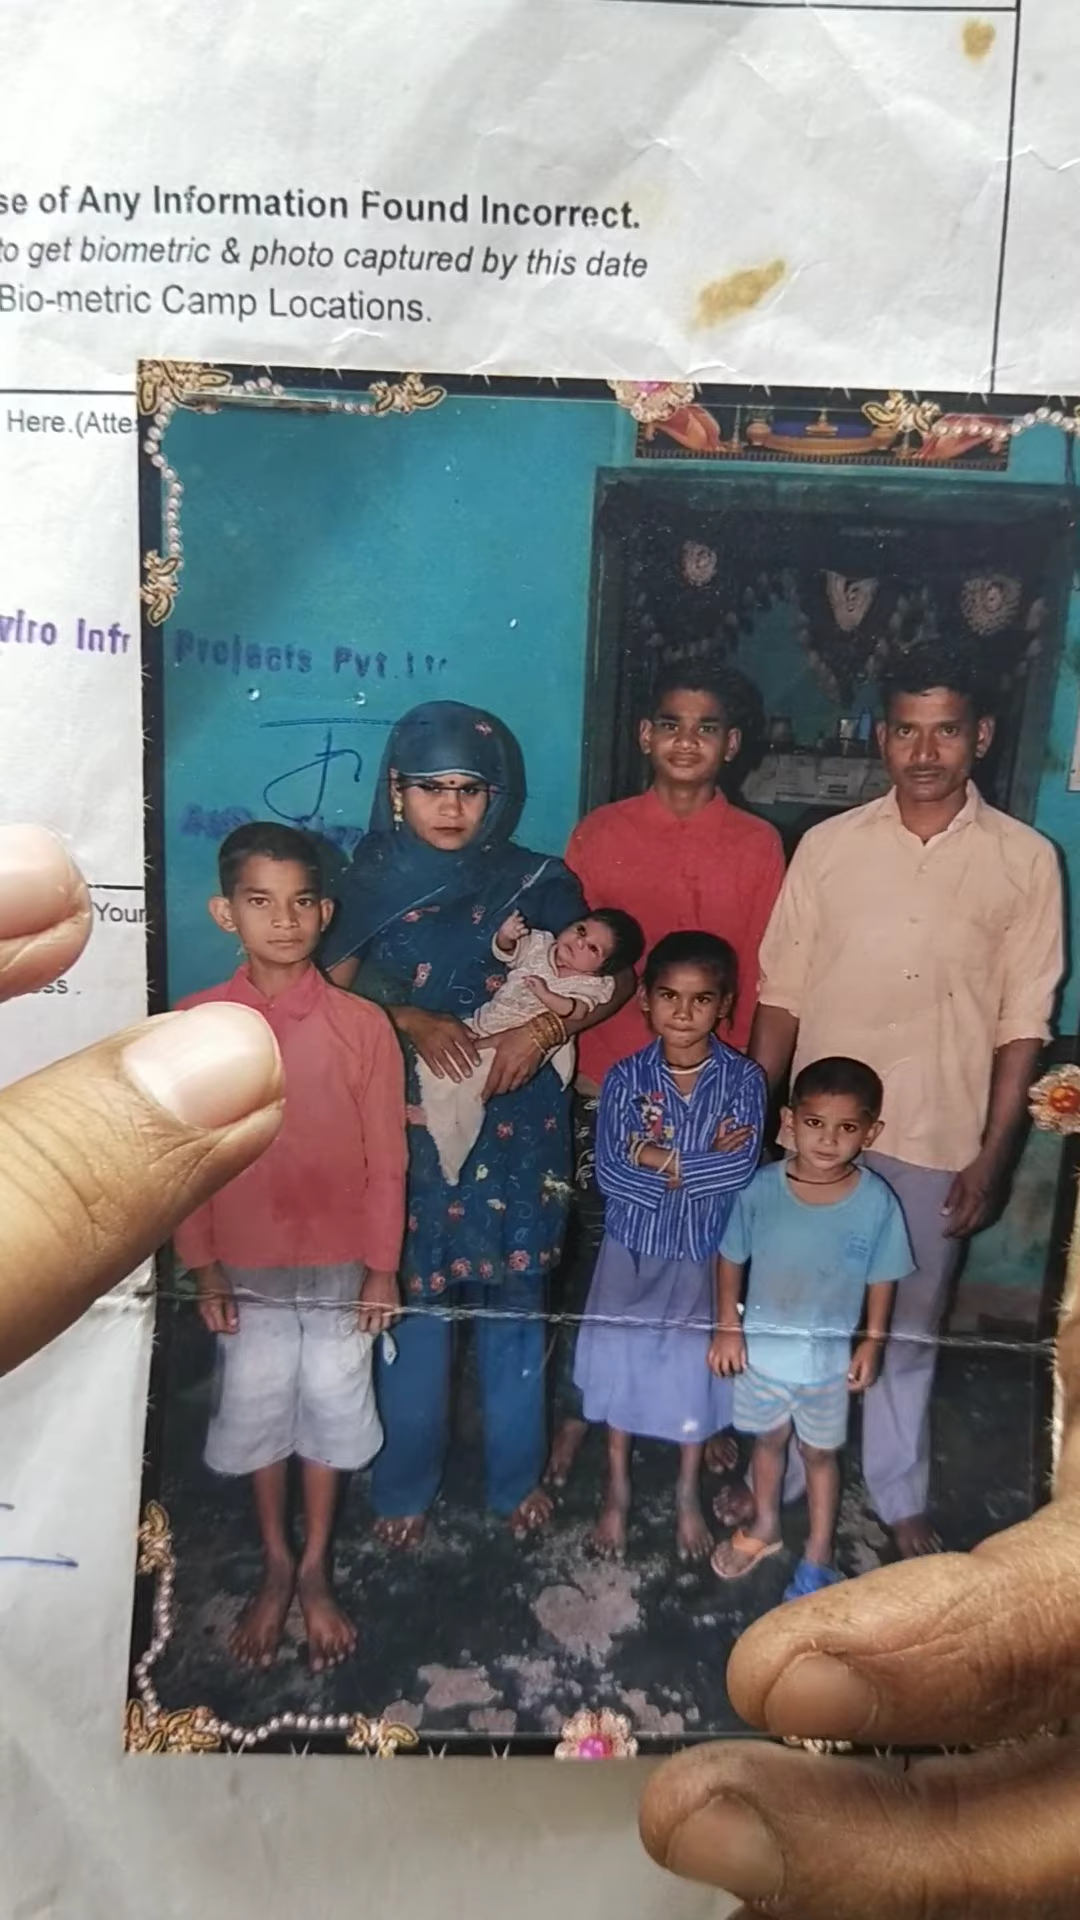 se of Any Information Found Incorrect.
to get biometric & photo captured by this date
Bio-metric Camp Locations.
Here.(Atte
viro Infr Projects Pvt.
Your
ss.